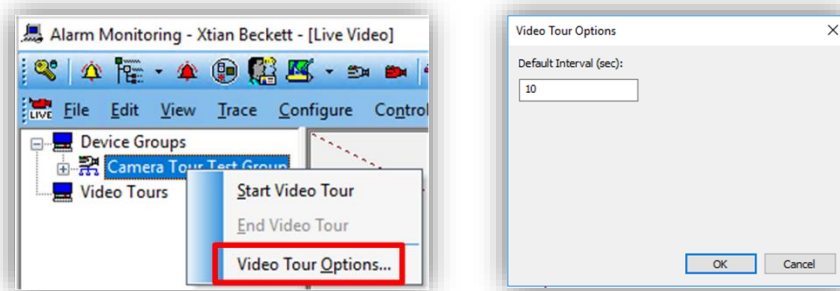 Alarm Monitoring - Xtian Beckett - [Live Video]
LIVE File Edit View Trace Configure Control
Device Groups
Camera Tour Test Group
Video Tours
Start Video Tour
End Video Tour
Video Tour Options...
Video Tour Options
Default Interval (sec):
10
OK Cancel